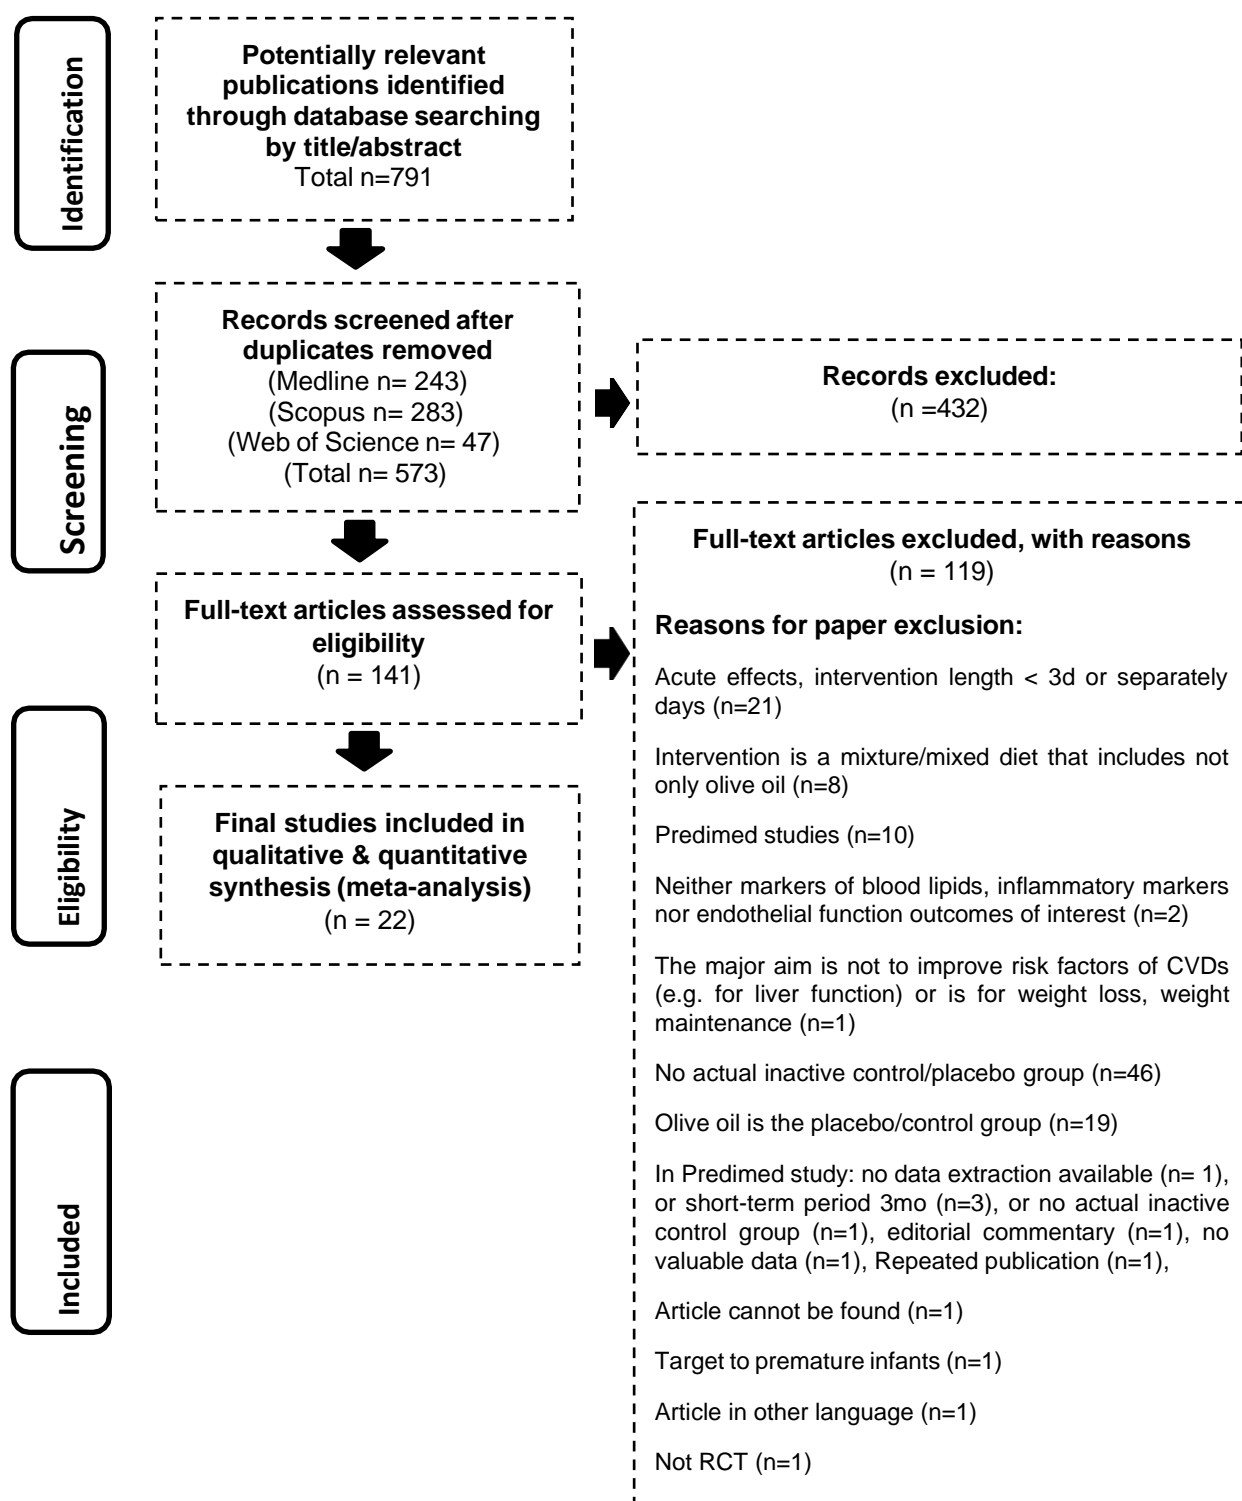 Identification
Potentially relevant
publications identified
through database searching
by title/abstract
Total n=791
Screening
Records screened after
duplicates removed
(Medline n= 243)
(Scopus n= 283)
(Web of Science n= 47)
(Total n= 573)
Records excluded:
(n =432)
Full-text articles assessed for
eligibility
(n = 141)
Full-text articles excluded, with reasons
(n = 119)
Reasons for paper exclusion:
Acute effects, intervention length < 3d or separately
days (n=21)
Intervention is a mixture/mixed diet that includes not
only olive oil (n=8)
Predimed studies (n=10)
Neither markers of blood lipids, inflammatory markers
nor endothelial function outcomes of interest (n=2)
The major aim is not to improve risk factors of CVDs
(e.g. for liver function) or is for weight loss, weight
maintenance (n=1)
No actual inactive control/placebo group (n=46)
Olive oil is the placebo/control group (n=19)
In Predimed study: no data extraction available (n= 1),
or short-term period 3mo (n=3), or no actual inactive
control group (n=1), editorial commentary (n=1), no
valuable data (n=1), Repeated publication (n=1),
Article cannot be found (n=1)
Target to premature infants (n=1)
Article in other language (n=1)
Not RCT (n=1)
Eligibility
Final studies included in
qualitative & quantitative
synthesis (meta-analysis)
(n = 22)
Included